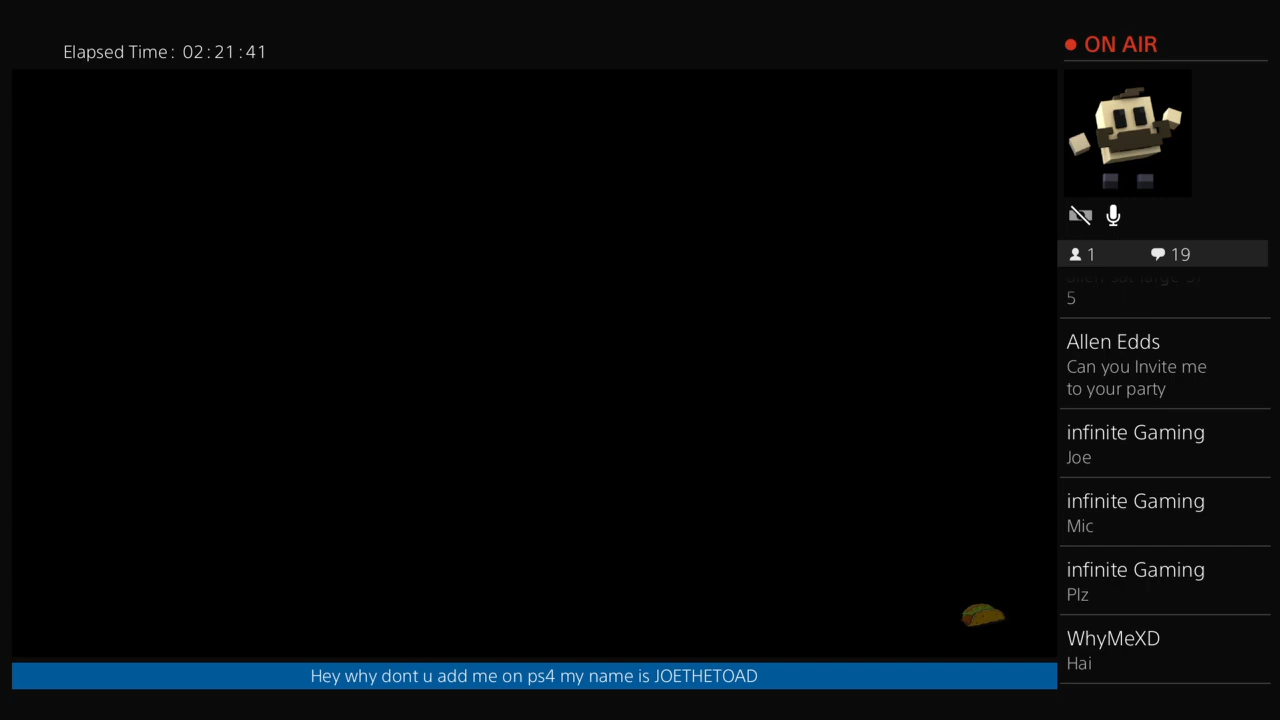 Elapsed Time: 02:21:41
ON AIR
1 19
5
Allen Edds
Can you Invite me
to your party
infinite Gaming
Joe
infinite Gaming
Mic
infinite Gaming
Plz
WhyMeXD
Hai
Hey why dont u add me on ps4 my name is JOETHETOAD